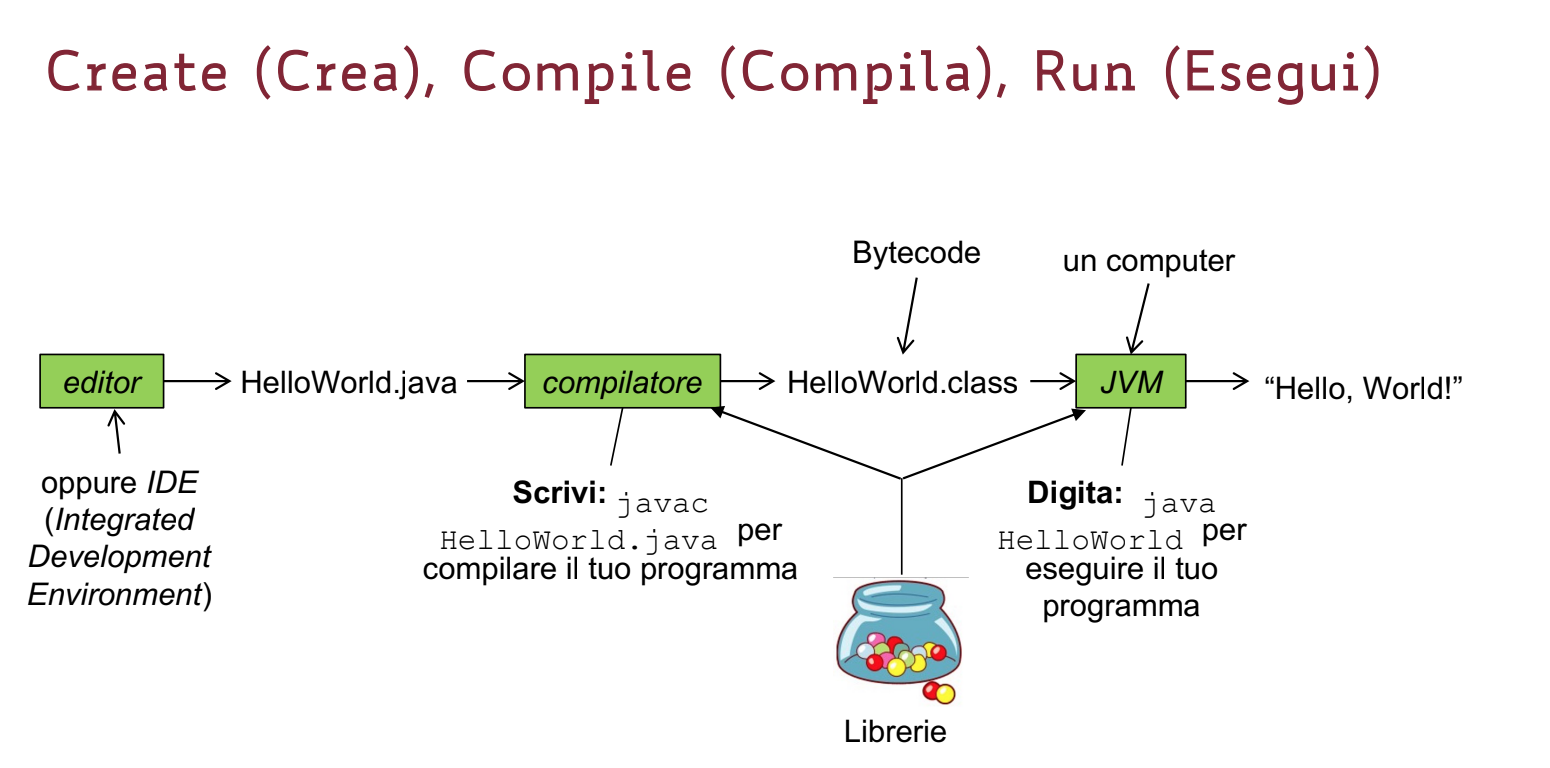 Create (Crea), Compile (Compila), Run (Esegui)
Bytecode
un computer
editor
HelloWorld.java
compilatore
HelloWorld.class
JVM
“Hello, World!”
oppure IDE
(Integrated
Development
Environment)
Scrivi: javac
HelloWorld.java per
compilare il tuo programma
Digita: java
HelloWorld per
eseguire il tuo
programma
Librerie